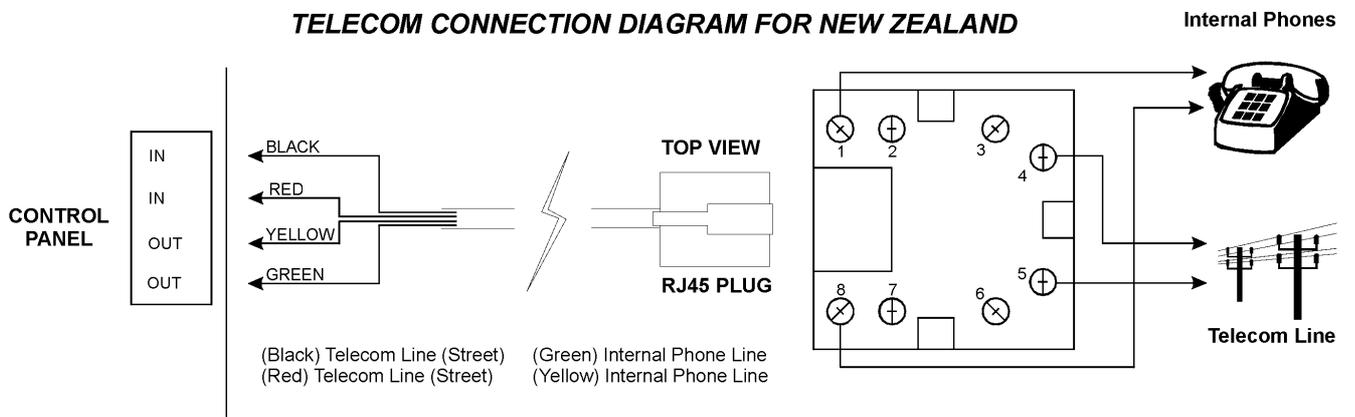 TELECOM CONNECTION DIAGRAM FOR NEW ZEALAND
Internal Phones
CONTROL
PANEL
IN
IN
OUT
OUT
BLACK
RED
YELLOW
GREEN
TOP VIEW
RJ45 PLUG
1
2
3
4
5
6
7
8
Telecom Line
(Black) Telecom Line (Street)
(Red) Telecom Line (Street)
(Green) Internal Phone Line
(Yellow) Internal Phone Line